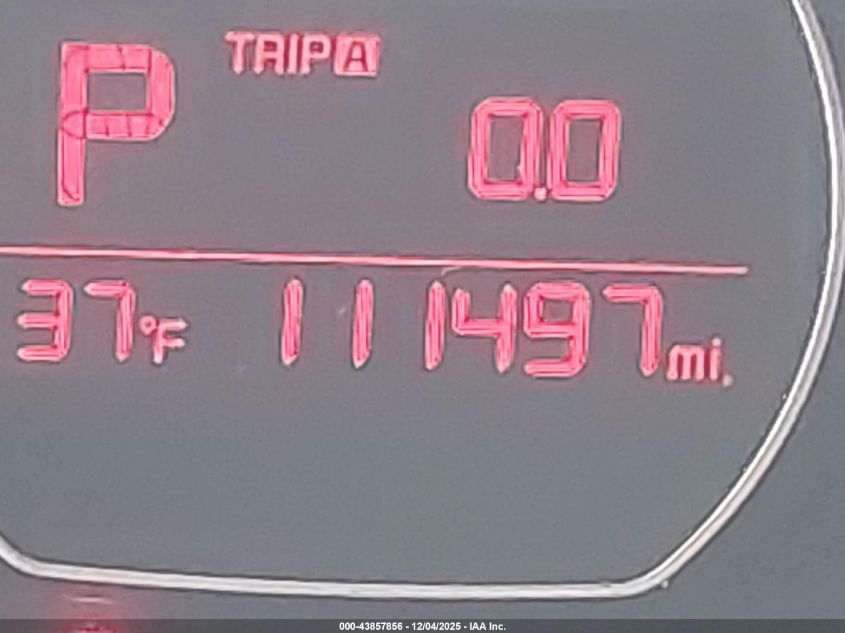 P TRIP A
0.0
37°F 111497 mi.
000-43857856 - 12/04/2025 - IAA Inc.